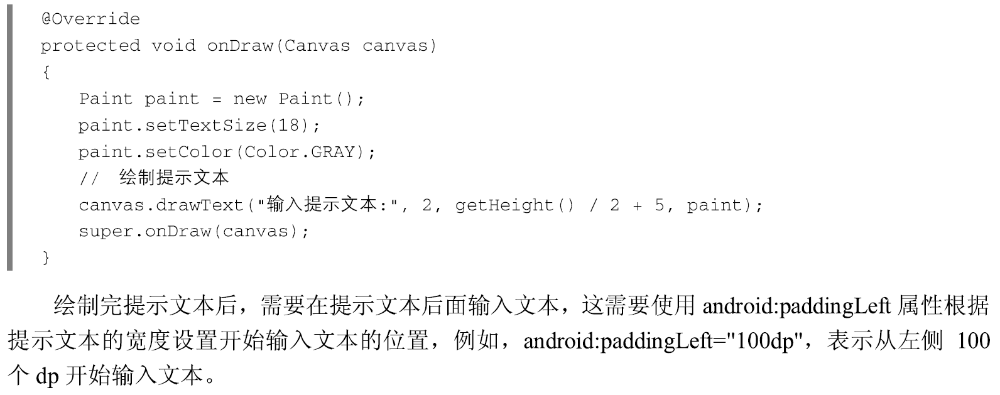 @Override
protected void onDraw(Canvas canvas)
{
Paint paint = new Paint();
paint.setTextSize(18);
paint.setColor(Color.GRAY);
// 绘制提示文本
canvas.drawText("输入提示文本:", 2, getHeight() / 2 + 5, paint);
super.onDraw(canvas);
}
绘制完提示文本后，需要在提示文本后面输入文本，这需要使用 android:paddingLeft 属性根据
提示文本的宽度设置开始输入文本的位置，例如，android:paddingLeft="100dp"，表示从左侧 100
个 dp 开始输入文本。